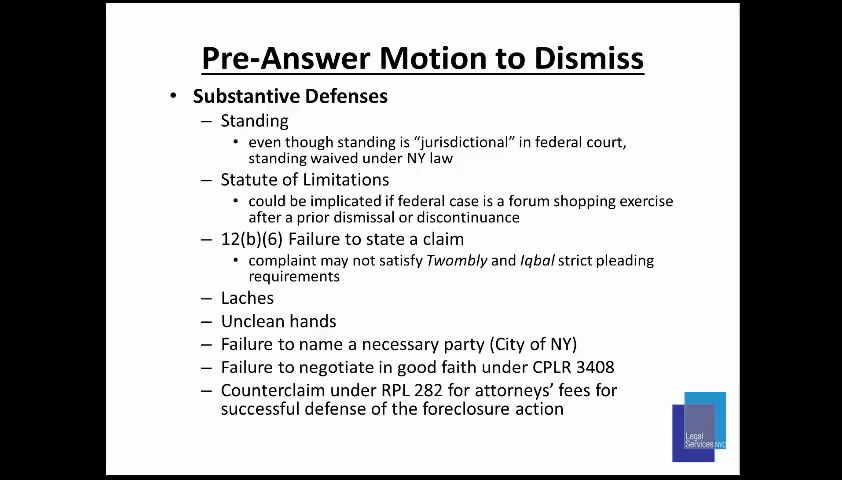 Pre-Answer Motion to Dismiss
• Substantive Defenses
– Standing
• even though standing is “jurisdictional” in federal court,
standing waived under NY law
– Statute of Limitations
• could be implicated if federal case is a forum shopping exercise
after a prior dismissal or discontinuance
– 12(b)(6) Failure to state a claim
• complaint may not satisfy Twombly and Iqbal strict pleading
requirements
– Laches
– Unclean hands
– Failure to name a necessary party (City of NY)
– Failure to negotiate in good faith under CPLR 3408
– Counterclaim under RPL 282 for attorneys’ fees for
successful defense of the foreclosure action
Legal
Services NYC